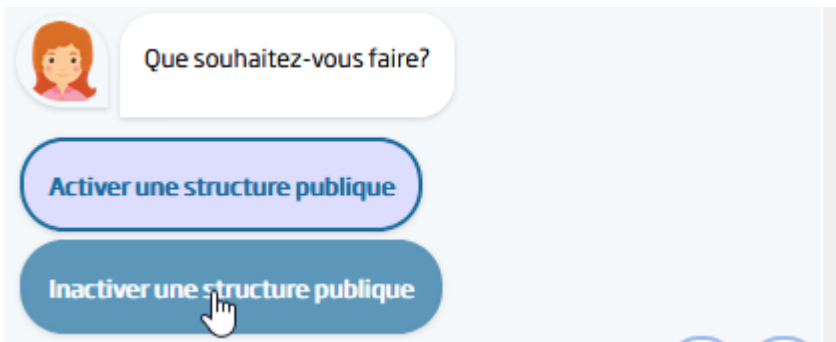 Que souhaitez-vous faire?
Activer une structure publique
Inactiver une structure publique